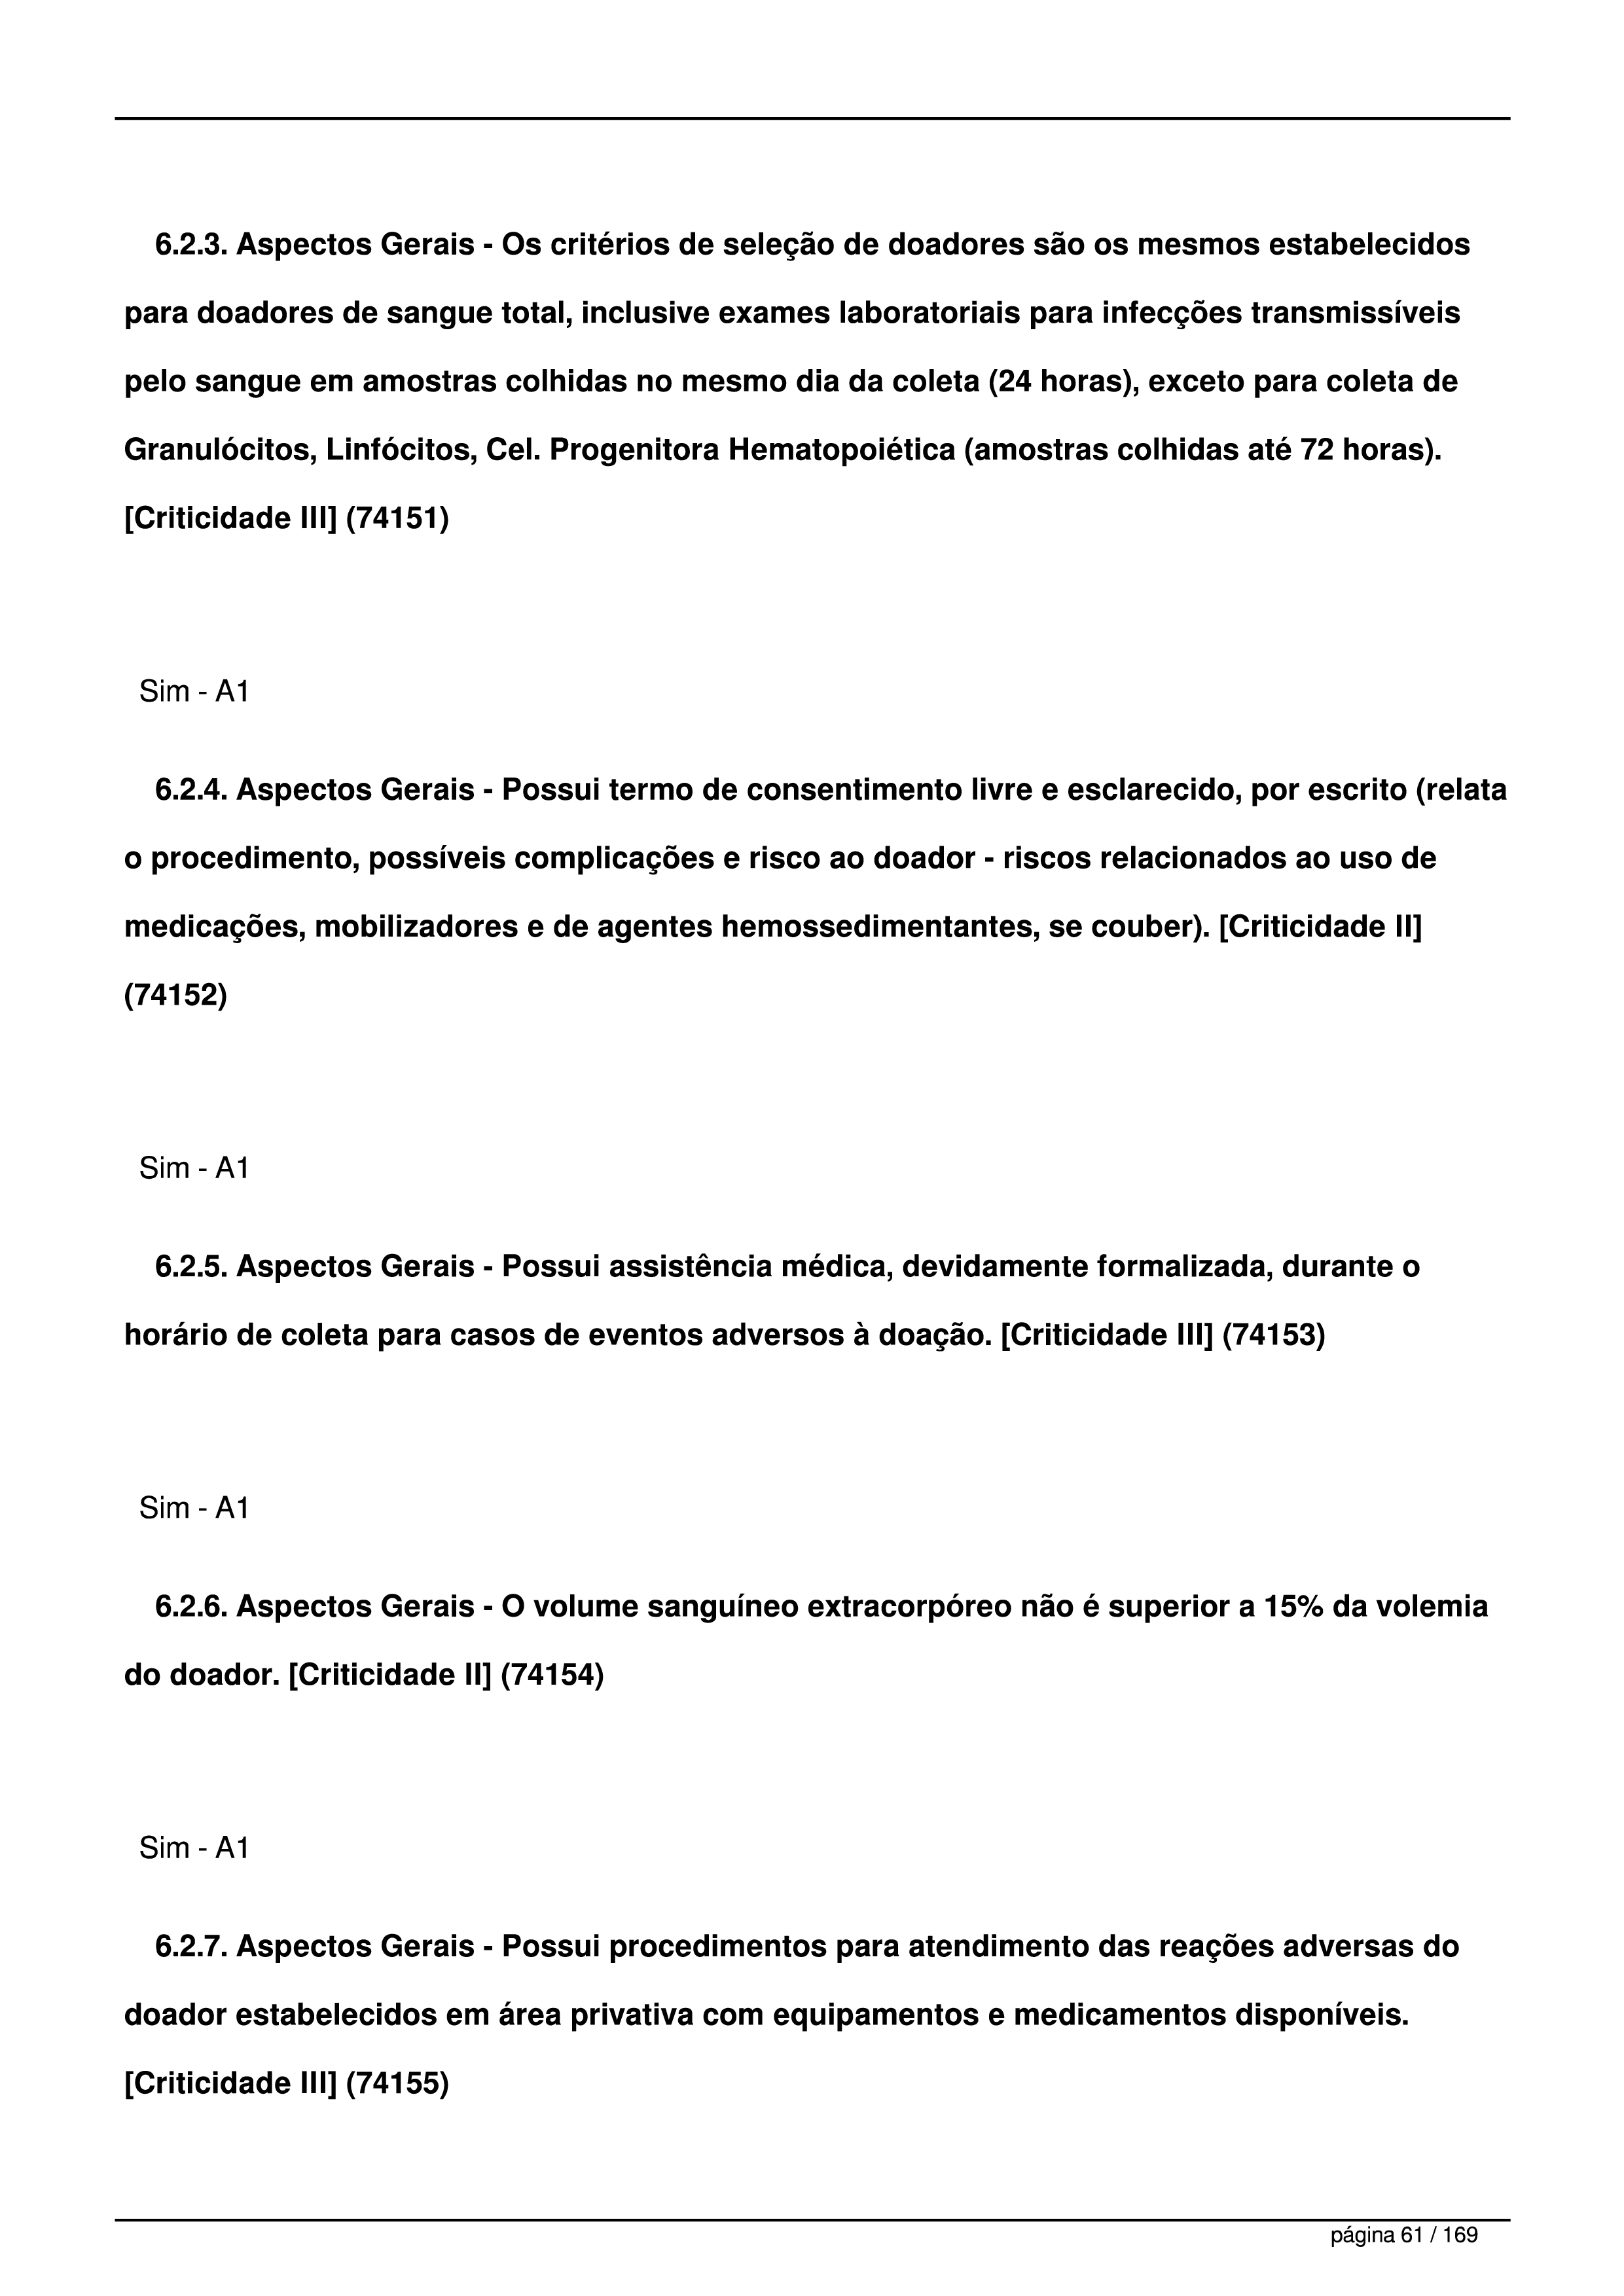 6.2.3. Aspectos Gerais - Os critérios de seleção de doadores são os mesmos estabelecidos
para doadores de sangue total, inclusive exames laboratoriais para infecções transmissíveis
pelo sangue em amostras colhidas no mesmo dia da coleta (24 horas), exceto para coleta de
Granulócitos, Linfócitos, Cel. Progenitora Hematopoiética (amostras colhidas até 72 horas).
[Criticidade III] (74151)
Sim - A1
6.2.4. Aspectos Gerais - Possui termo de consentimento livre e esclarecido, por escrito (relata
o procedimento, possíveis complicações e risco ao doador - riscos relacionados ao uso de
medicações, mobilizadores e de agentes hemossedimentantes, se couber). [Criticidade II]
(74152)
Sim - A1
6.2.5. Aspectos Gerais - Possui assistência médica, devidamente formalizada, durante o
horário de coleta para casos de eventos adversos à doação. [Criticidade III] (74153)
Sim - A1
6.2.6. Aspectos Gerais - O volume sanguíneo extracorpóreo não é superior a 15% da volemia
do doador. [Criticidade II] (74154)
Sim - A1
6.2.7. Aspectos Gerais - Possui procedimentos para atendimento das reações adversas do
doador estabelecidos em área privativa com equipamentos e medicamentos disponíveis.
[Criticidade III] (74155)
página 61 / 169